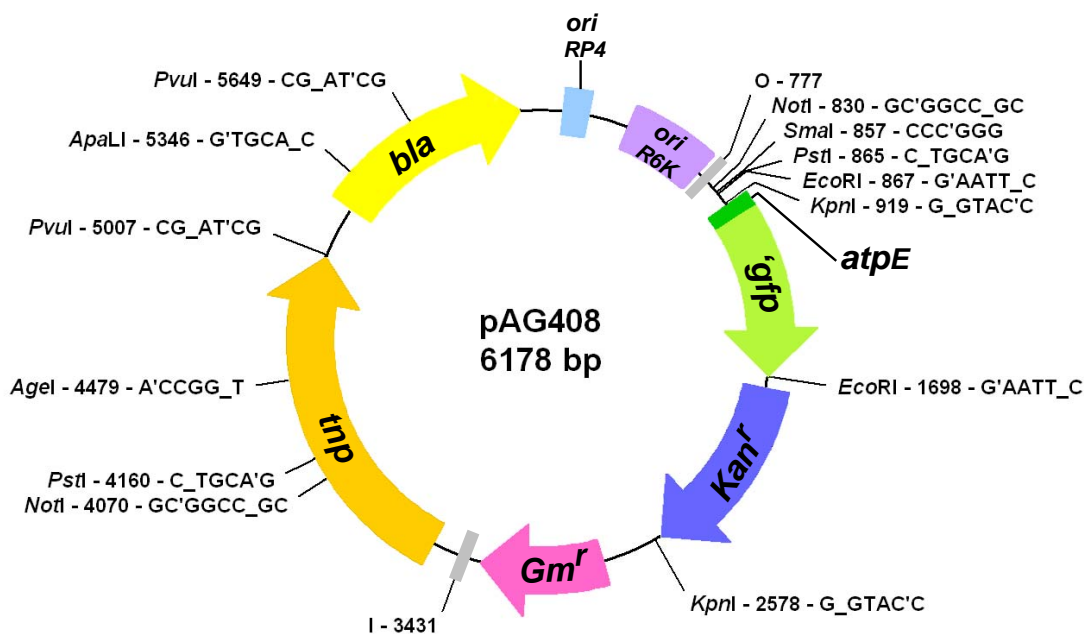 ori
RP4
PvuI - 5649 - CG_AT'CG
ApaLI - 5346 - G'TGCA_C
PvuI - 5007 - CG_AT'CG
AgeI - 4479 - A'CCGG_T
PstI - 4160 - C_TGCA'G
NotI - 4070 - GC'GGCC_GC
I - 3431
bla
ori
R6K
O - 777
NotI - 830 - GC'GGCC_GC
SmaI - 857 - CCC'GGG
PstI - 865 - C_TGCA'G
EcoRI - 867 - G'AATT_C
KpnI - 919 - G_GTAC'C
atpE
'gfp
pAG408
6178 bp
EcoRI - 1698 - G'AATT_C
tnp
Kanr
Gmr
KpnI - 2578 - G_GTAC'C